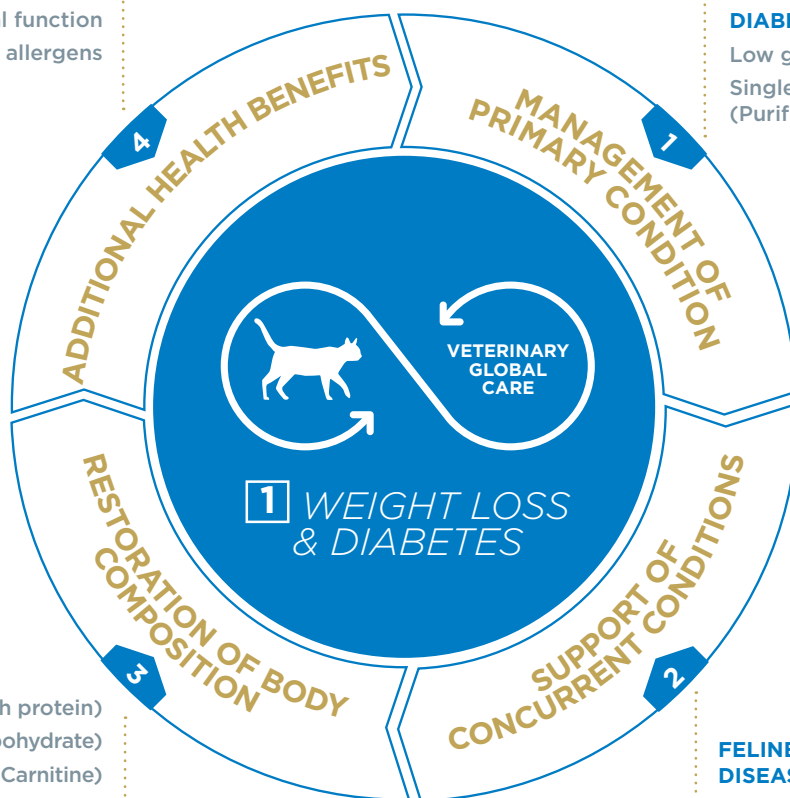 l function
allergens
DIABE
Low g
Single
(Purif
4
ADDITIONAL HEALTH BENEFITS
1
MANAGEMENT OF
PRIMARY CONDITION
VETERINARY
GLOBAL
CARE
1 WEIGHT LOSS
& DIABETES
3
RESTORATION OF BODY
COMPOSITION
2
SUPPORT OF
CONCURRENT CONDITIONS
h protein)
ohydrate)
Carnitine)
FELINE
DISEAS